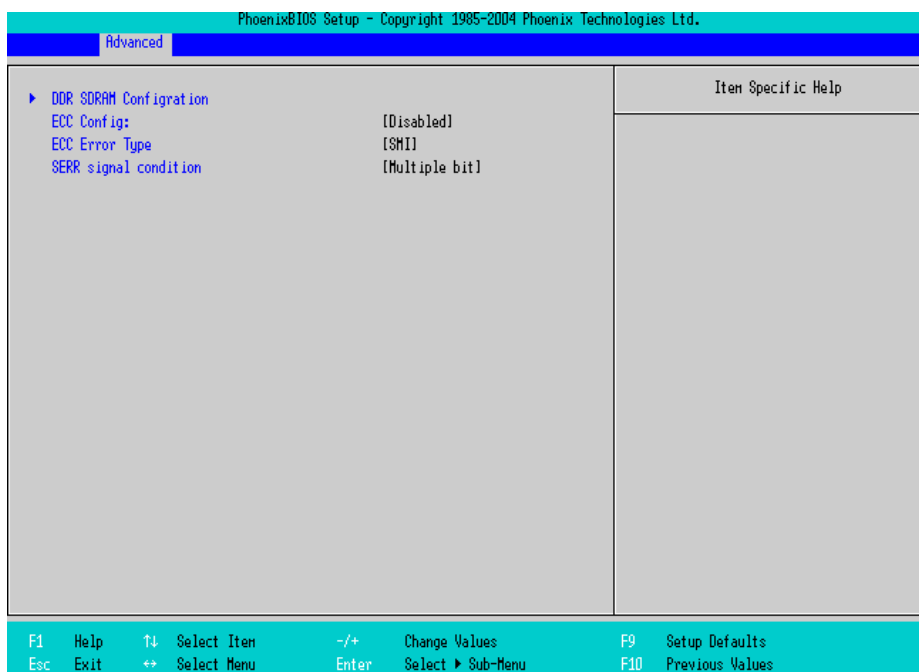 PhoenixBIOS Setup - Copyright 1985-2004 Phoenix Technologies Ltd.
Advanced
Item Specific Help
▶ DDR SDRAM Configration
ECC Config: [Disabled]
ECC Error Type [SMI]
SERR signal condition [Multiple bit]
F1 Help ↑↓ Select Item -/+ Change Values F9 Setup Defaults
Esc Exit ↔ Select Menu Enter Select ▶ Sub-Menu F10 Previous Values